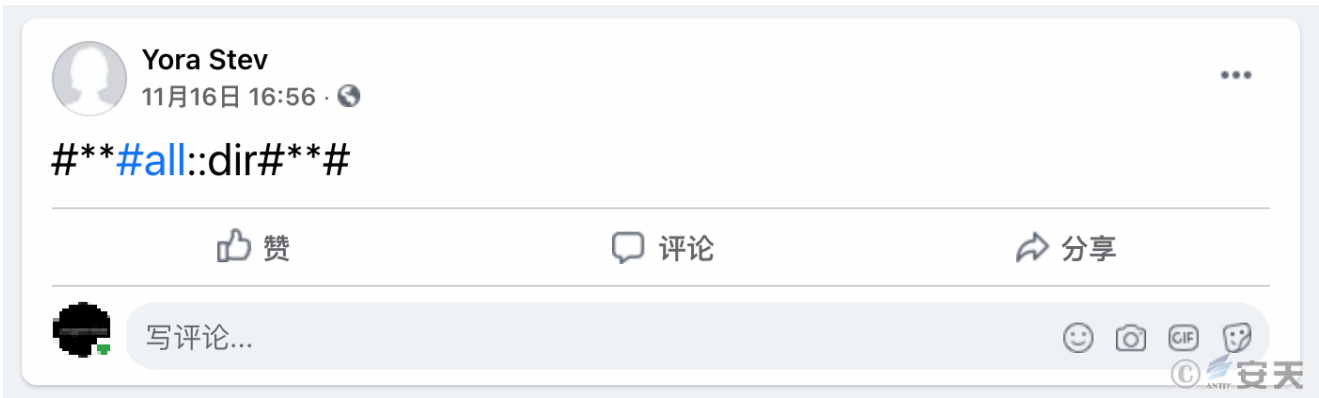 Yora Stev
11月16日 16:56 ·
#**#all::dir#**#
赞
评论
分享
写评论...
GIF
© ANTIY 安天